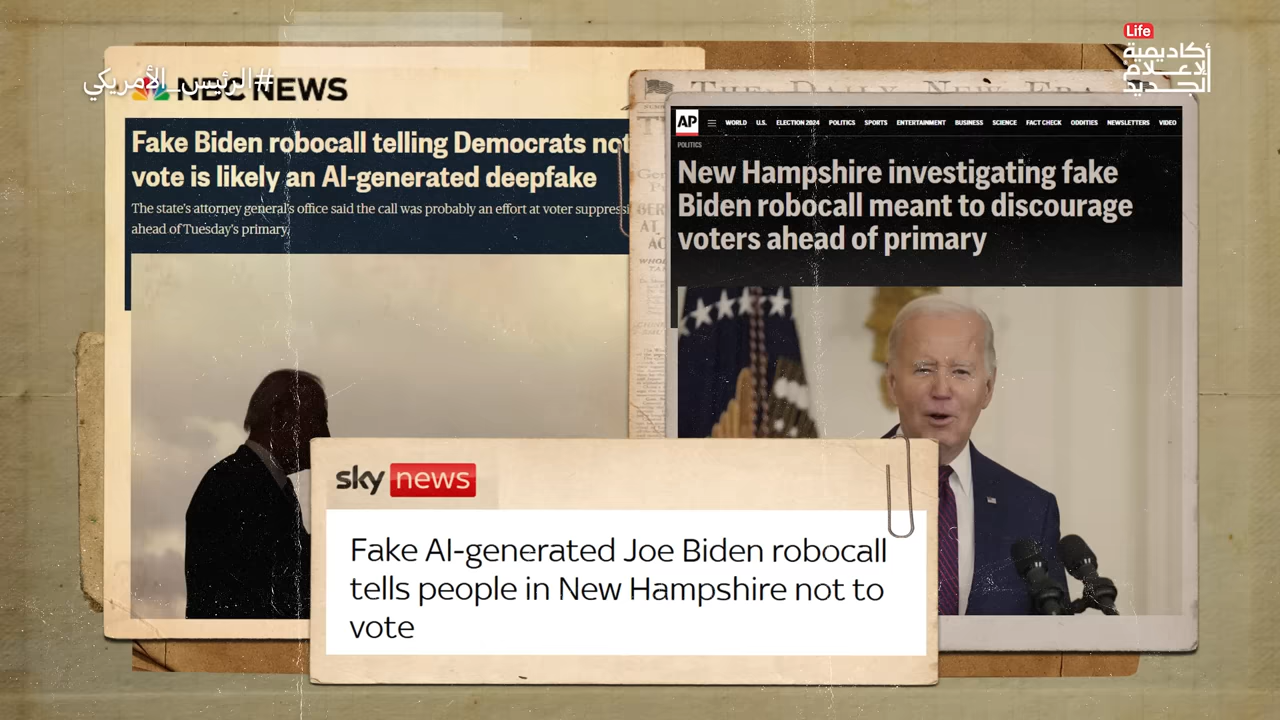 #الرئيس_الأمريكي
NBC NEWS
Fake Biden robocall telling Democrats not
vote is likely an AI-generated deepfake
The state's attorney general's office said the call was probably an effort at voter suppressi
ahead of Tuesday's primary.
Life
أكاديمية
الإعلام
الجديد
THE DAILY NEW ERA
AP
WORLD U.S. ELECTION 2024 POLITICS SPORTS ENTERTAINMENT BUSINESS SCIENCE FACT CHECK ODDITIES NEWSLETTERS VIDEO
POLITICS
New Hampshire investigating fake
Biden robocall meant to discourage
voters ahead of primary
sky news
Fake AI-generated Joe Biden robocall
tells people in New Hampshire not to
vote